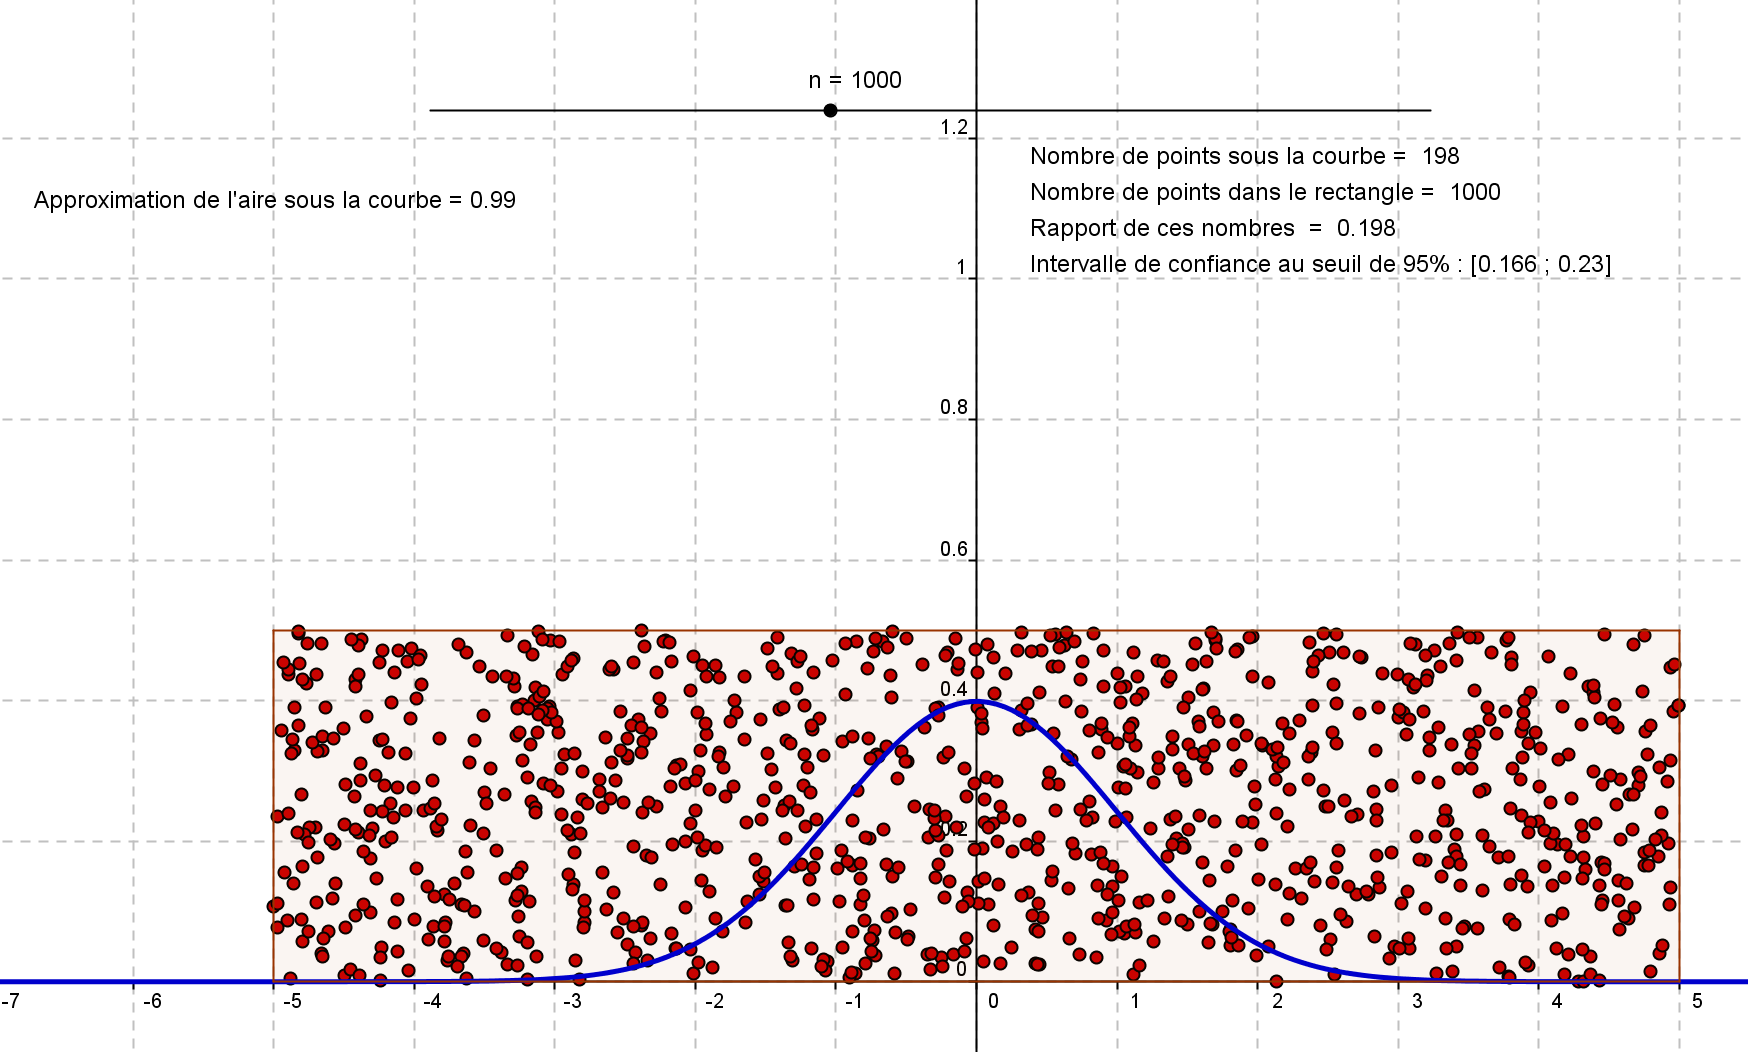 n = 1000
1.2
Nombre de points sous la courbe = 198
Approximation de l'aire sous la courbe = 0.99
Nombre de points dans le rectangle = 1000
Rapport de ces nombres = 0.198
Intervalle de confiance au seuil de 95% : [0.166 ; 0.23]
1
0.8
0.6
0.4
0.2
0
-7 -6 -5 -4 -3 -2 -1 0 1 2 3 4 5